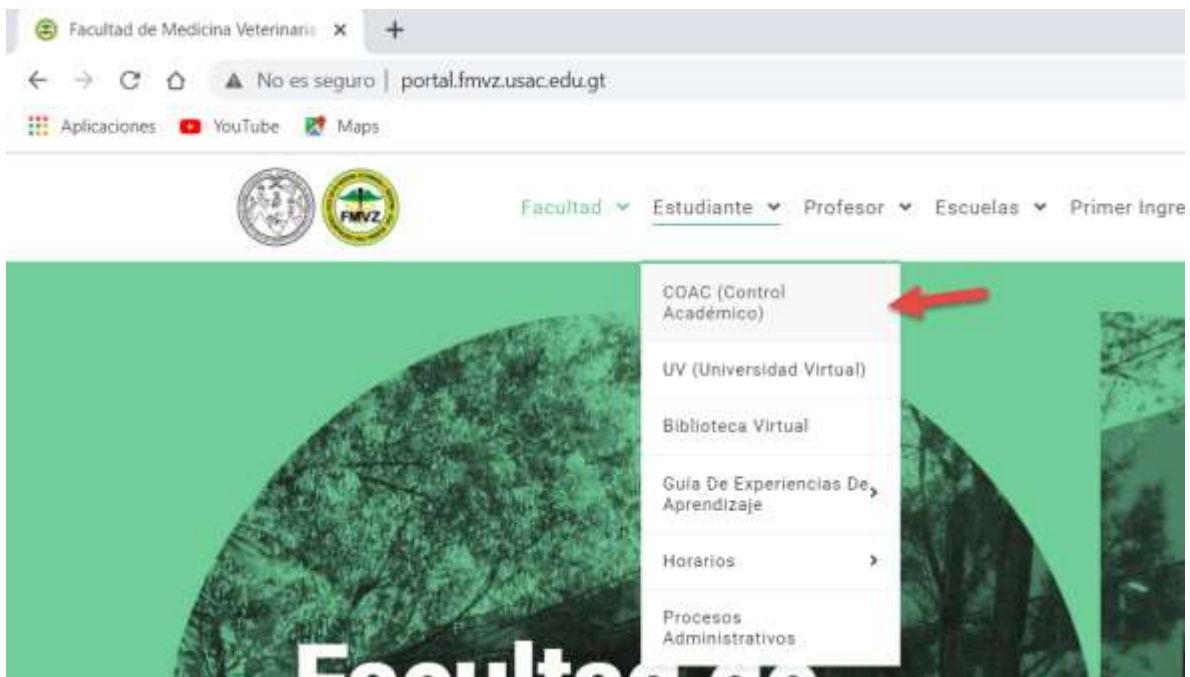 Facultad de Medicina Veterinaria
No es seguro | portal.fmvz.usac.edu.gt
Aplicaciones YouTube Maps
FMVZ
Facultad Estudiante Profesor Escuelas Primer Ingre
COAC (Control
Académico)
UV (Universidad Virtual)
Biblioteca Virtual
Guía De Experiencias De
Aprendizaje
Horarios
Procesos
Administrativos
Facultad de